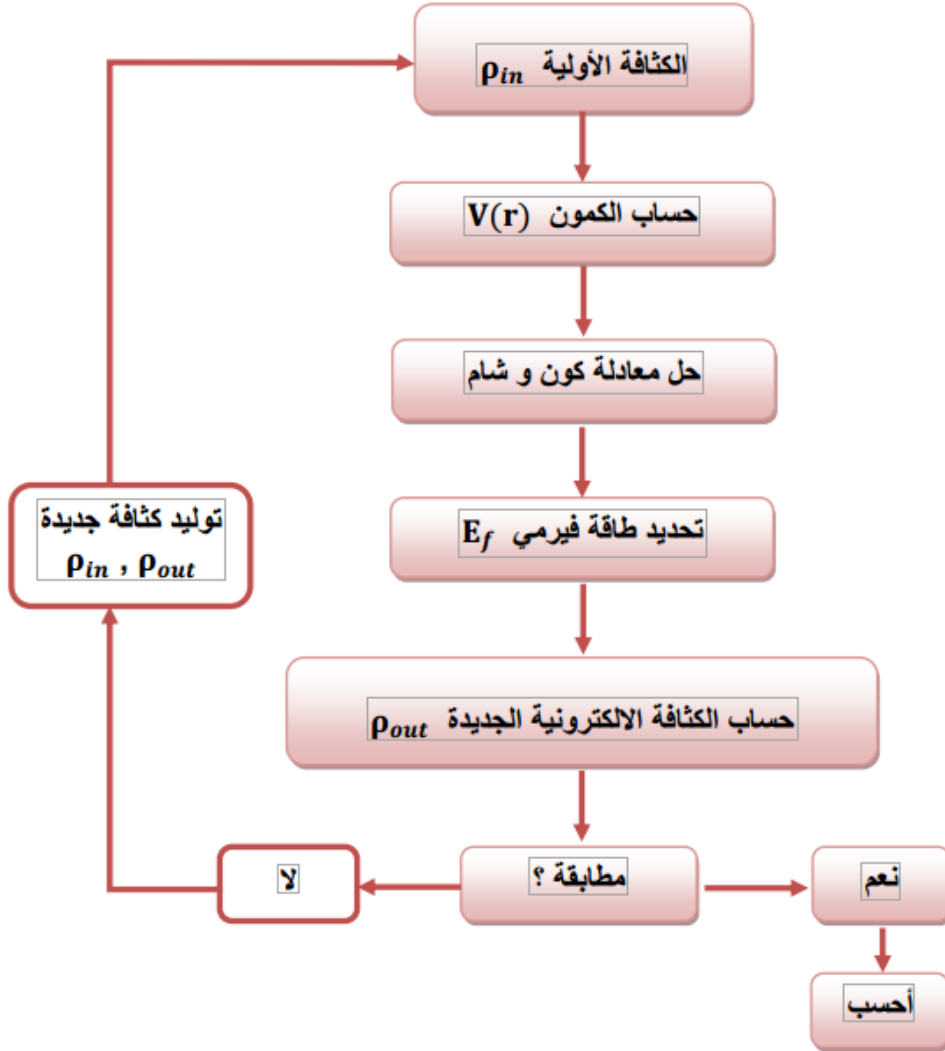 الكثافة الأولية ρin
حساب الكمون V(r)
حل معادلة كون و شام
تحديد طاقة فيرمي Ef
حساب الكثافة الالكترونية الجديدة ρout
مطابقة ؟
نعم
أحسب
لا
توليد كثافة جديدة
ρin , ρout